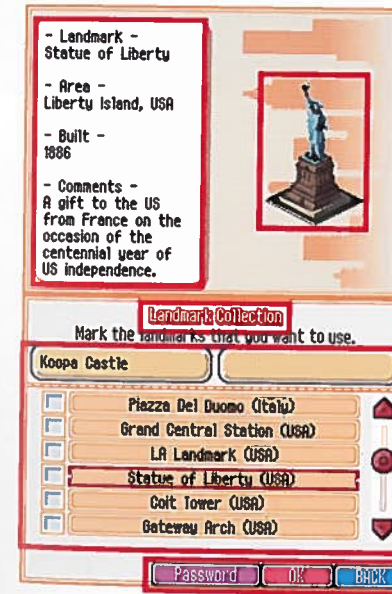 - Landmark -
Statue of Liberty
- Area -
Liberty Island, USA
- Built -
1886
- Comments -
A gift to the US
from France on the
occasion of the
centennial year of
US independence.
Landmark Collection
Mark the landmarks that you want to use.
Koopa Castle
Piazza Del Duomo (Italy)
Grand Central Station (USA)
LA Landmark (USA)
Statue of Liberty (USA)
Coit Tower (USA)
Gateway Arch (USA)
Password OK BACK